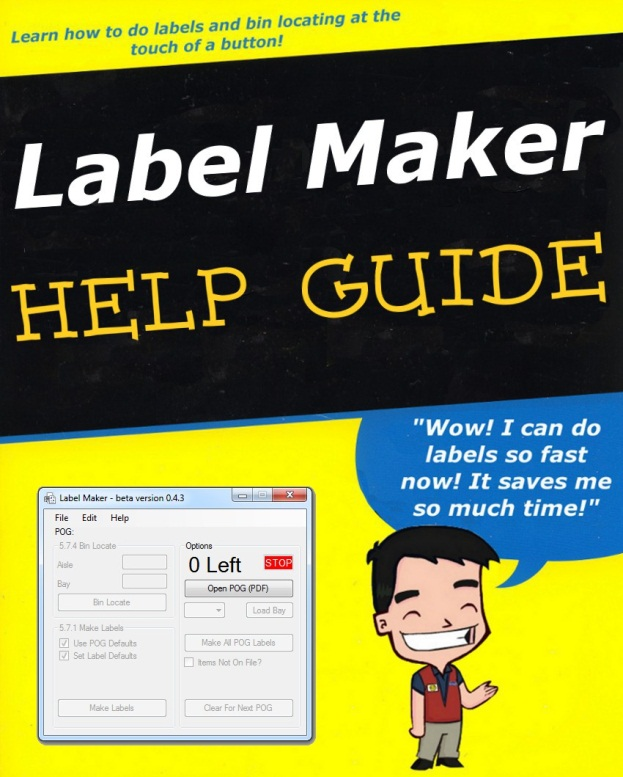 Learn how to do labels and bin locating at the
touch of a button!
Label Maker
HELP GUIDE
"Wow! I can do
labels so fast
now! It saves me
so much time!"
Label Maker - beta version 0.4.3
File Edit Help
POG:
5.7.4 Bin Locate
Aisle
Bay
Bin Locate
5.7.1 Make Labels
Use POG Defaults
Set Label Defaults
Make Labels
Options
0 Left STOP
Open POG (PDF)
Load Bay
Make All POG Labels
Items Not On File?
Clear For Next POG